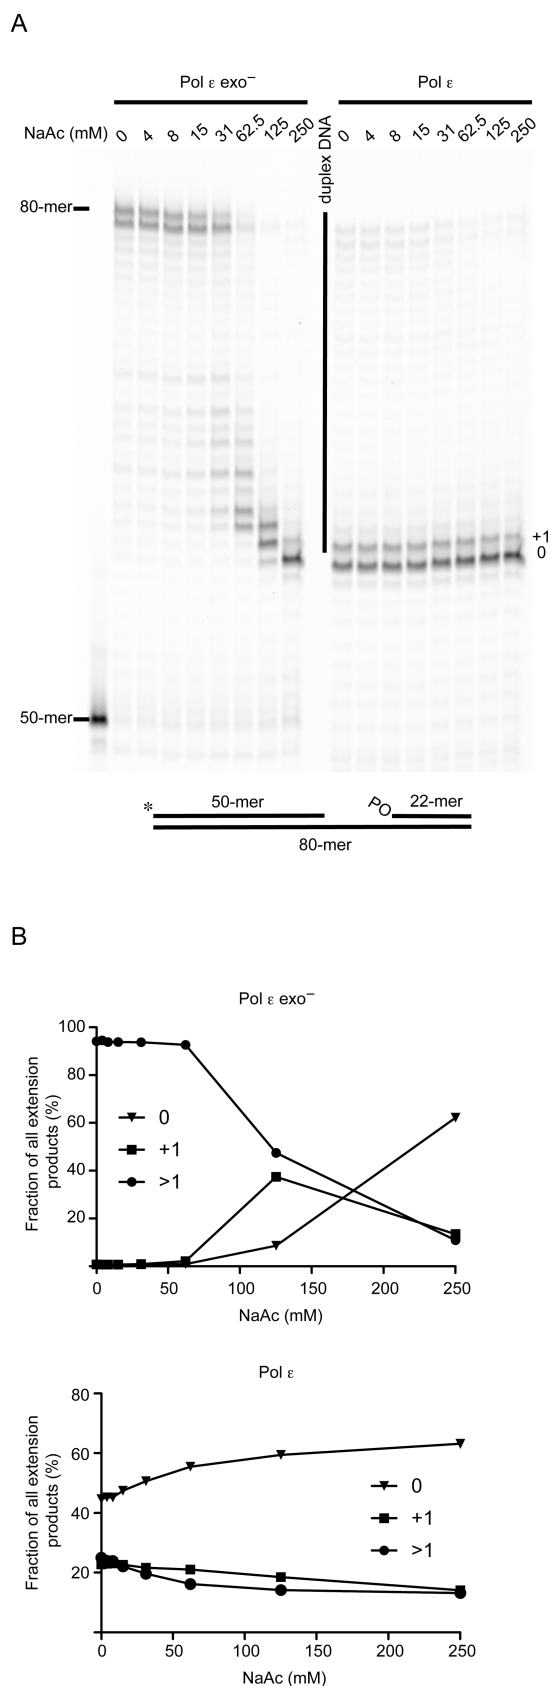 A
Pol ε exo⁻ Pol ε
NaAc (mM) 0 4 8 15 31 62.5 125 250 duplex DNA 0 4 8 15 31 62.5 125 250
80-mer
+1
0
50-mer
* 50-mer PO 22-mer
80-mer
B
Pol ε exo⁻
100
80
60
40
20
0
+1
>1
Fraction of all extension
products (%)
0 50 100 150 200 250
NaAc (mM)
Pol ε
80
60
40
20
0
+1
>1
Fraction of all extension
products (%)
0 50 100 150 200 250
NaAc (mM)